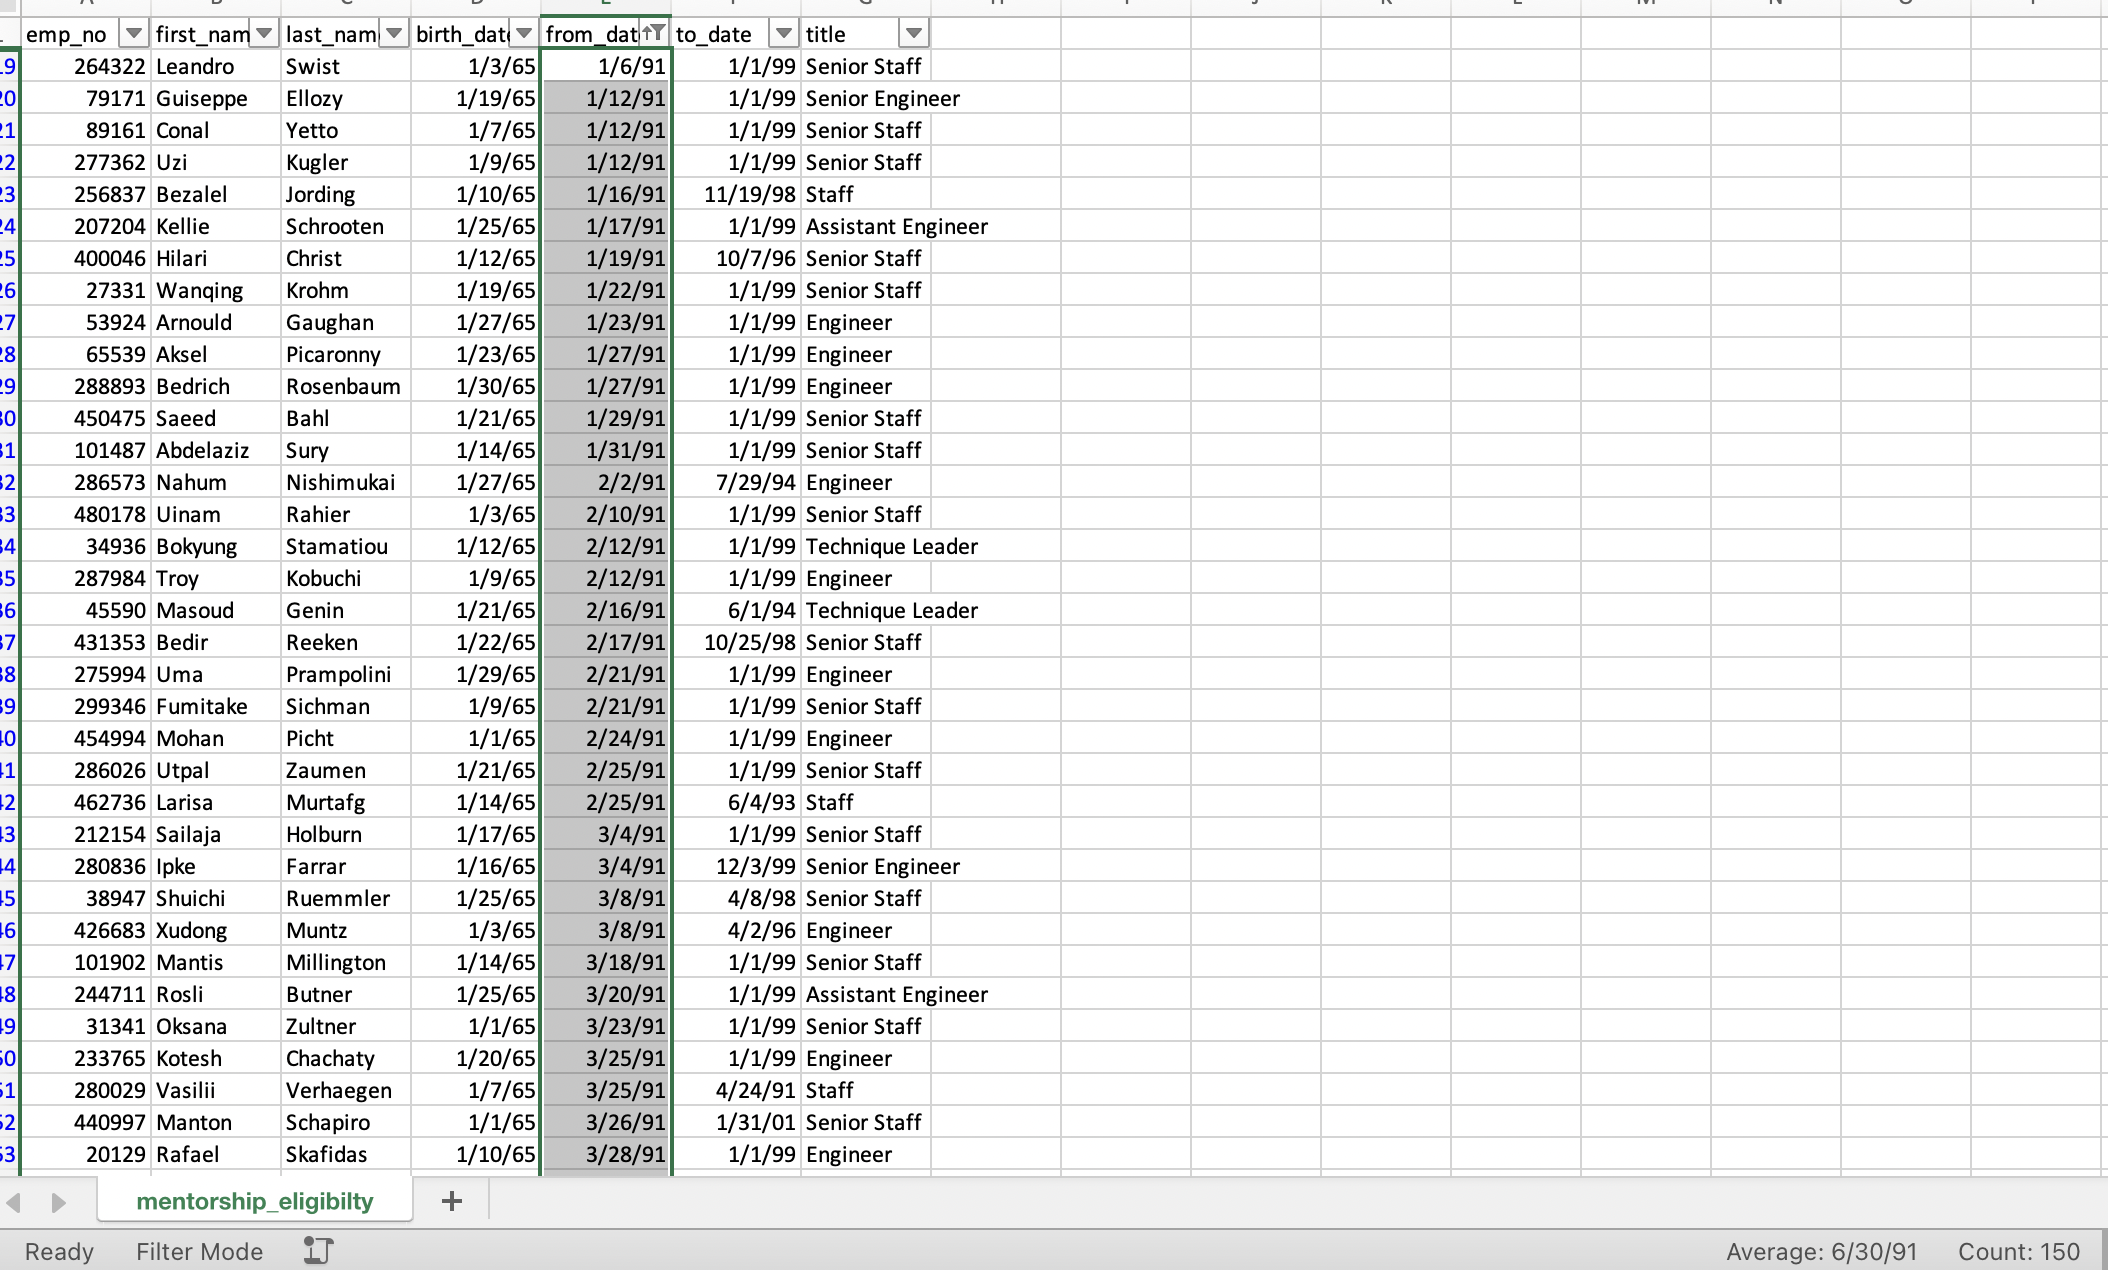 emp_no first_nam last_nam birth_dat from_dat to_date title
264322 Leandro Swist 1/3/65 1/6/91 1/1/99 Senior Staff
20 79171 Guiseppe Ellozy 1/19/65 1/12/91 1/1/99 Senior Engineer
21 89161 Conal Yetto 1/7/65 1/12/91 1/1/99 Senior Staff
22 277362 Uzi Kugler 1/9/65 1/12/91 1/1/99 Senior Staff
23 256837 Bezalel Jording 1/10/65 1/16/91 11/19/98 Staff
24 207204 Kellie Schrooten 1/25/65 1/17/91 1/1/99 Assistant Engineer
25 400046 Hilari Christ 1/12/65 1/19/91 10/7/96 Senior Staff
26 27331 Wanqing Krohm 1/19/65 1/22/91 1/1/99 Senior Staff
27 53924 Arnould Gaughan 1/27/65 1/23/91 1/1/99 Engineer
28 65539 Aksel Picaronny 1/23/65 1/27/91 1/1/99 Engineer
29 288893 Bedrich Rosenbaum 1/30/65 1/27/91 1/1/99 Engineer
30 450475 Saeed Bahl 1/21/65 1/29/91 1/1/99 Senior Staff
31 101487 Abdelaziz Sury 1/14/65 1/31/91 1/1/99 Senior Staff
32 286573 Nahum Nishimukai 1/27/65 2/2/91 7/29/94 Engineer
33 480178 Uinam Rahier 1/3/65 2/10/91 1/1/99 Senior Staff
34 34936 Bokyung Stamatiou 1/12/65 2/12/91 1/1/99 Technique Leader
35 287984 Troy Kobuchi 1/9/65 2/12/91 1/1/99 Engineer
36 45590 Masoud Genin 1/21/65 2/16/91 6/1/94 Technique Leader
37 431353 Bedir Reeken 1/22/65 2/17/91 10/25/98 Senior Staff
38 275994 Uma Prampolini 1/29/65 2/21/91 1/1/99 Engineer
39 299346 Fumitake Sichman 1/9/65 2/21/91 1/1/99 Senior Staff
40 454994 Mohan Picht 1/1/65 2/24/91 1/1/99 Engineer
41 286026 Utpal Zaumen 1/21/65 2/25/91 1/1/99 Senior Staff
42 462736 Larisa Murtafg 1/14/65 2/25/91 6/4/93 Staff
43 212154 Sailaja Holburn 1/17/65 3/4/91 1/1/99 Senior Staff
44 280836 Ipke Farrar 1/16/65 3/4/91 12/3/99 Senior Engineer
45 38947 Shuichi Ruemmler 1/25/65 3/8/91 4/8/98 Senior Staff
46 426683 Xudong Muntz 1/3/65 3/8/91 4/2/96 Engineer
47 101902 Mantis Millington 1/14/65 3/18/91 1/1/99 Senior Staff
48 244711 Rosli Butner 1/25/65 3/20/91 1/1/99 Assistant Engineer
49 31341 Oksana Zultner 1/1/65 3/23/91 1/1/99 Senior Staff
50 233765 Kotesh Chachaty 1/20/65 3/25/91 1/1/99 Engineer
51 280029 Vasilii Verhaegen 1/7/65 3/25/91 4/24/91 Staff
52 440997 Manton Schapiro 1/1/65 3/26/91 1/31/01 Senior Staff
53 20129 Rafael Skafidas 1/10/65 3/28/91 1/1/99 Engineer
mentorship_eligibilty +
Ready Filter Mode Average: 6/30/91 Count: 150